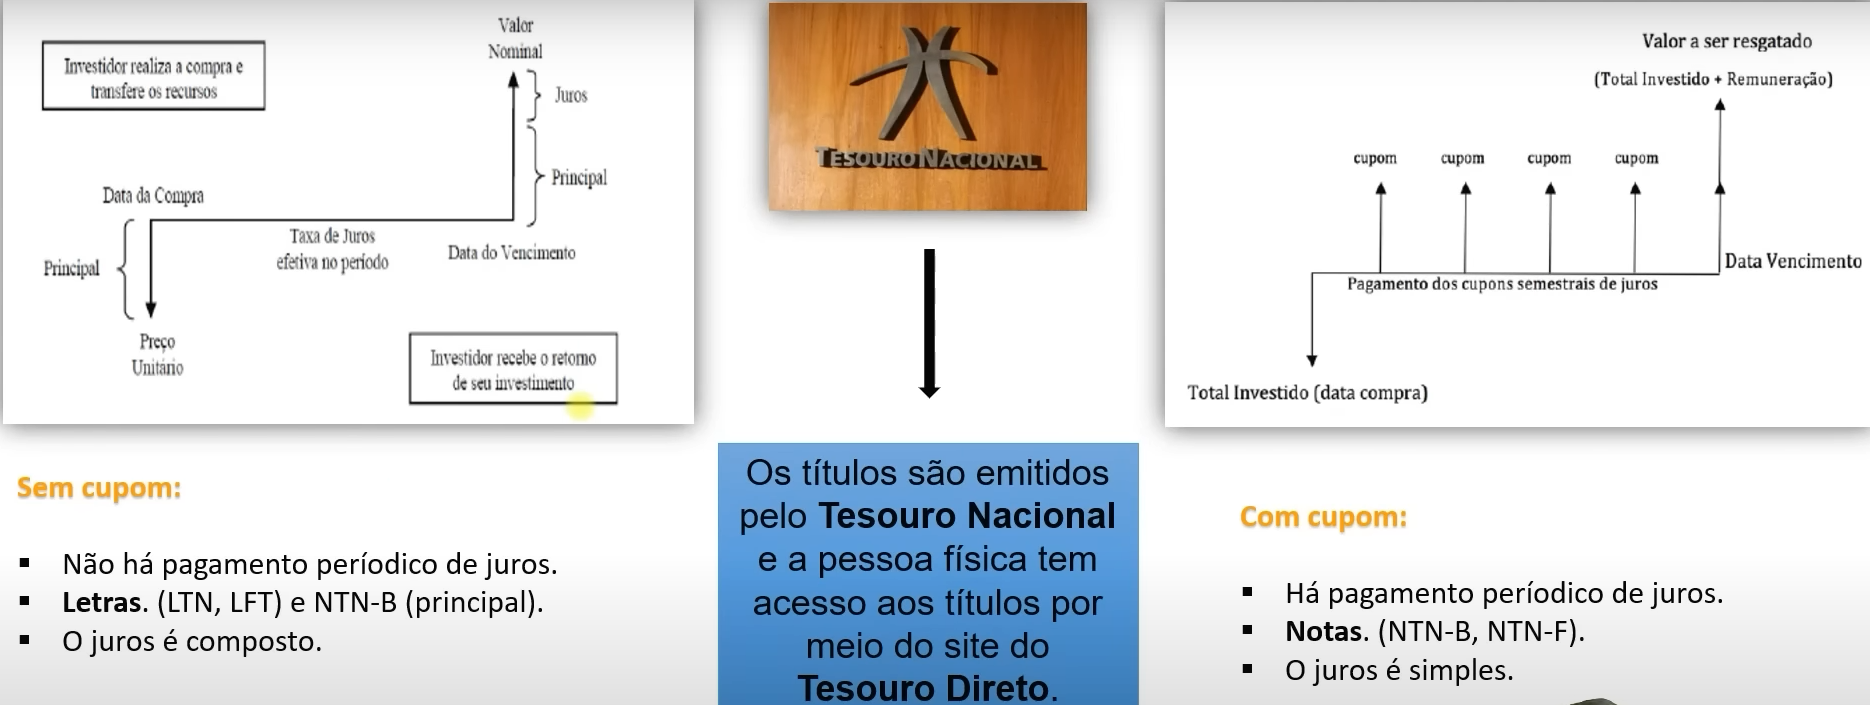 Investidor realiza a compra e
transfere os recursos
Valor
Nominal
Juros
Principal
Data da Compra
Taxa de Juros
efetiva no período
Data do Vencimento
Principal
Preço
Unitário
Investidor recebe o retorno
de seu investimento
Sem cupom:
▪ Não há pagamento períodico de juros.
▪ Letras. (LTN, LFT) e NTN-B (principal).
▪ O juros é composto.
TESOURO NACIONAL
Os títulos são emitidos
pelo Tesouro Nacional
e a pessoa física tem
acesso aos títulos por
meio do site do
Tesouro Direto.
Valor a ser resgatado
(Total Investido + Remuneração)
cupom cupom cupom cupom
Data Vencimento
Pagamento dos cupons semestrais de juros
Total Investido (data compra)
Com cupom:
▪ Há pagamento períodico de juros.
▪ Notas. (NTN-B, NTN-F).
▪ O juros é simples.